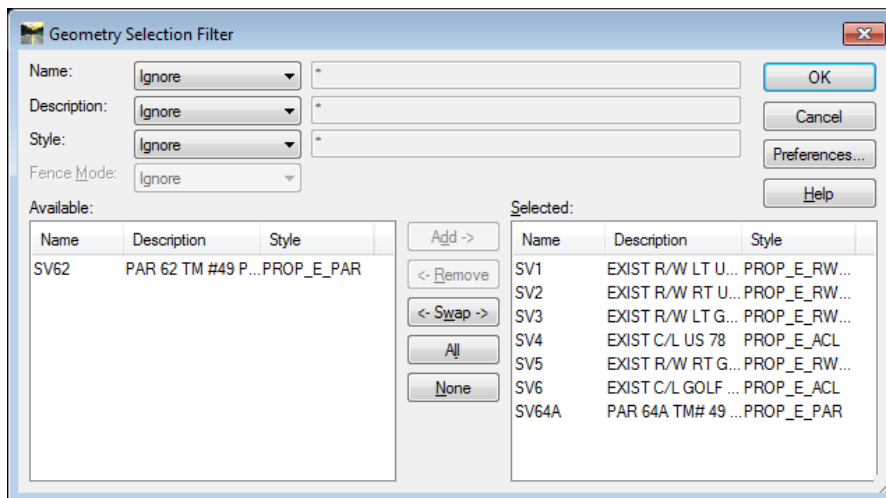 Geometry Selection Filter
Name: Ignore * OK
Description: Ignore * Cancel
Style: Ignore * Preferences...
Fence Mode: Ignore Help
Available: Selected:
Name Description Style Add -> Name Description Style
SV62 PAR 62 TM #49 P... PROP_E_PAR <- Remove SV1 EXIST R/W LT U... PROP_E_RW...
SV2 EXIST R/W RT U... PROP_E_RW...
<- Swap -> SV3 EXIST R/W LT G... PROP_E_RW...
SV4 EXIST C/L US 78 PROP_E_ACL
All SV5 EXIST R/W RT G... PROP_E_RW...
None SV6 EXIST C/L GOLF ... PROP_E_ACL
SV64A PAR 64A TM# 49 ... PROP_E_PAR